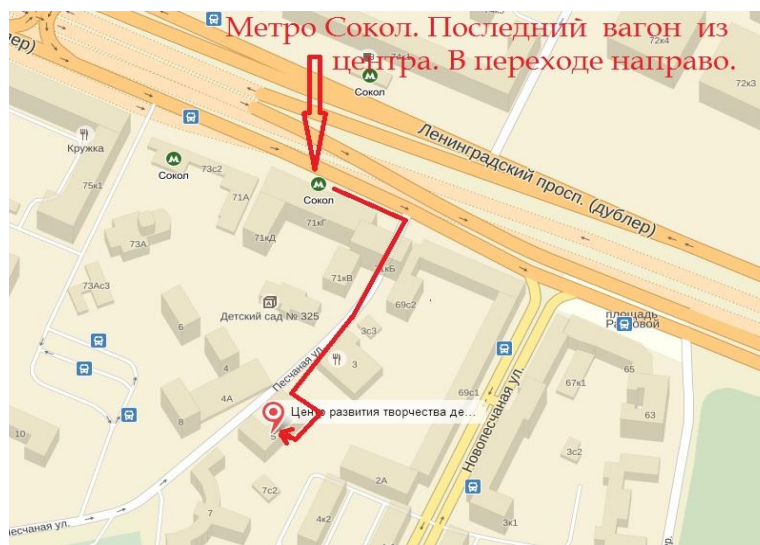 Метро Сокол. Последний вагон из
центра. В переходе направо.
72к4
72к3
Сокол
Ленинградский просп. (дублер)
Кружка
75к1
Сокол
73с2
71А
Сокол
71кГ
71кД
73А
71кВ
71кБ
69с2
73Ас3
Детский сад № 325
6
3с3
3
4
4А
8
Песчаная ул.
Центр развития творчества де...
5
10
7с2
7
2А
4к2
3к1
69с1
Новопесчаная ул.
площадь
65
67к1
63
3с2